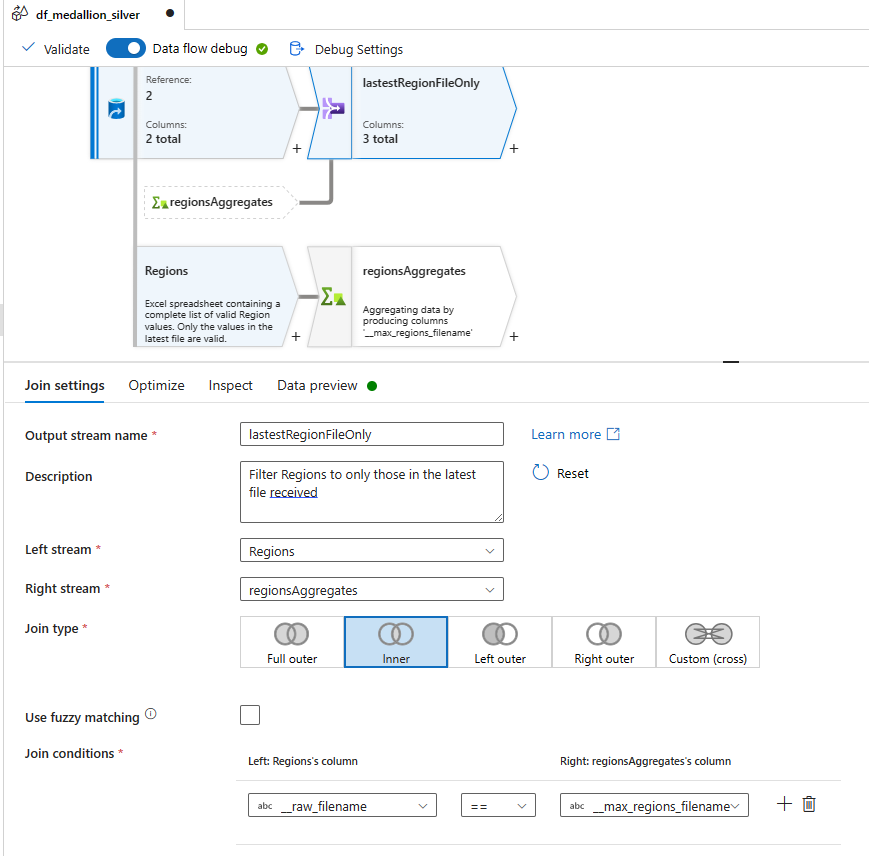 df_medallion_silver
Validate
Data flow debug
Debug Settings
Reference:
2
Columns:
2 total
lastestRegionFileOnly
Columns:
3 total
+
+
regionsAggregates
Regions
Excel spreadsheet containing a
complete list of valid Region
values. Only the values in the
latest file are valid.
+
regionsAggregates
Aggregating data by
producing columns
'__max_regions_filename'
+
Join settings
Optimize
Inspect
Data preview
Output stream name *
lastestRegionFileOnly
Learn more
Description
Filter Regions to only those in the latest
file received
Reset
Left stream *
Regions
Right stream *
regionsAggregates
Join type *
Full outer
Inner
Left outer
Right outer
Custom (cross)
Use fuzzy matching
Join conditions *
Left: Regions's column
Right: regionsAggregates's column
abc __raw_filename
==
abc __max_regions_filename